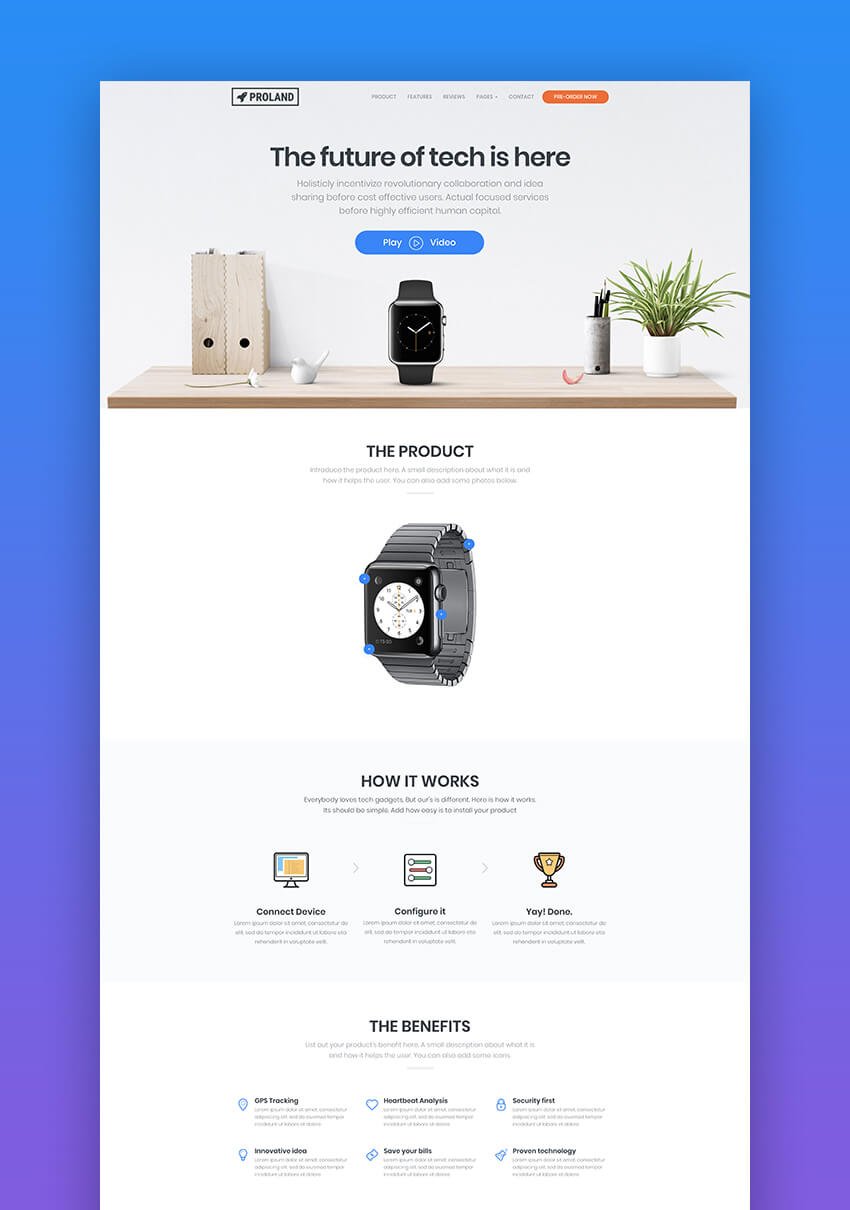 PROLAND
PRODUCT FEATURES REVIEWS PAGES CONTACT PRE-ORDER NOW
The future of tech is here
Holisticly incentivize revolutionary collaboration and idea
sharing before cost effective users. Actual focused services
before highly efficient human capital.
Play Video
THE PRODUCT
Introduce the product here. A small description about what it is and
how it helps the user. You can also add some photos below.
HOW IT WORKS
Everybody loves tech gadgets. But our's is different. Here is how it works.
Its should be simple. Add how easy is to install your product
Connect Device
Lorem ipsum dolor sit amet, consectetur de
elit, sed do tempor incididunt ut labore eta
rehenderit in voluptate velit.
Configure it
Lorem ipsum dolor sit amet, consectetur de
elit, sed do tempor incididunt ut labore eta
rehenderit in voluptate velit.
Yay! Done.
Lorem ipsum dolor sit amet, consectetur de
elit, sed do tempor incididunt ut labore eta
rehenderit in voluptate velit.
THE BENEFITS
List out your product's benefit here. A small description about what it is
and how it helps the user. You can also add some icons.
GPS Tracking
Lorem ipsum dolor sit amet, consectetur
adipiscing elit, sed do eiusmod tempor
incididunt ut labore et dolore
Heartbeat Analysis
Lorem ipsum dolor sit amet, consectetur
adipiscing elit, sed do eiusmod tempor
incididunt ut labore et dolore
Security first
Lorem ipsum dolor sit amet, consectetur
adipiscing elit, sed do eiusmod tempor
incididunt ut labore et dolore
Innovative idea
Lorem ipsum dolor sit amet, consectetur
adipiscing elit, sed do eiusmod tempor
incididunt ut labore et dolore
Save your bills
Lorem ipsum dolor sit amet, consectetur
adipiscing elit, sed do eiusmod tempor
incididunt ut labore et dolore
Proven technology
Lorem ipsum dolor sit amet, consectetur
adipiscing elit, sed do eiusmod tempor
incididunt ut labore et dolore